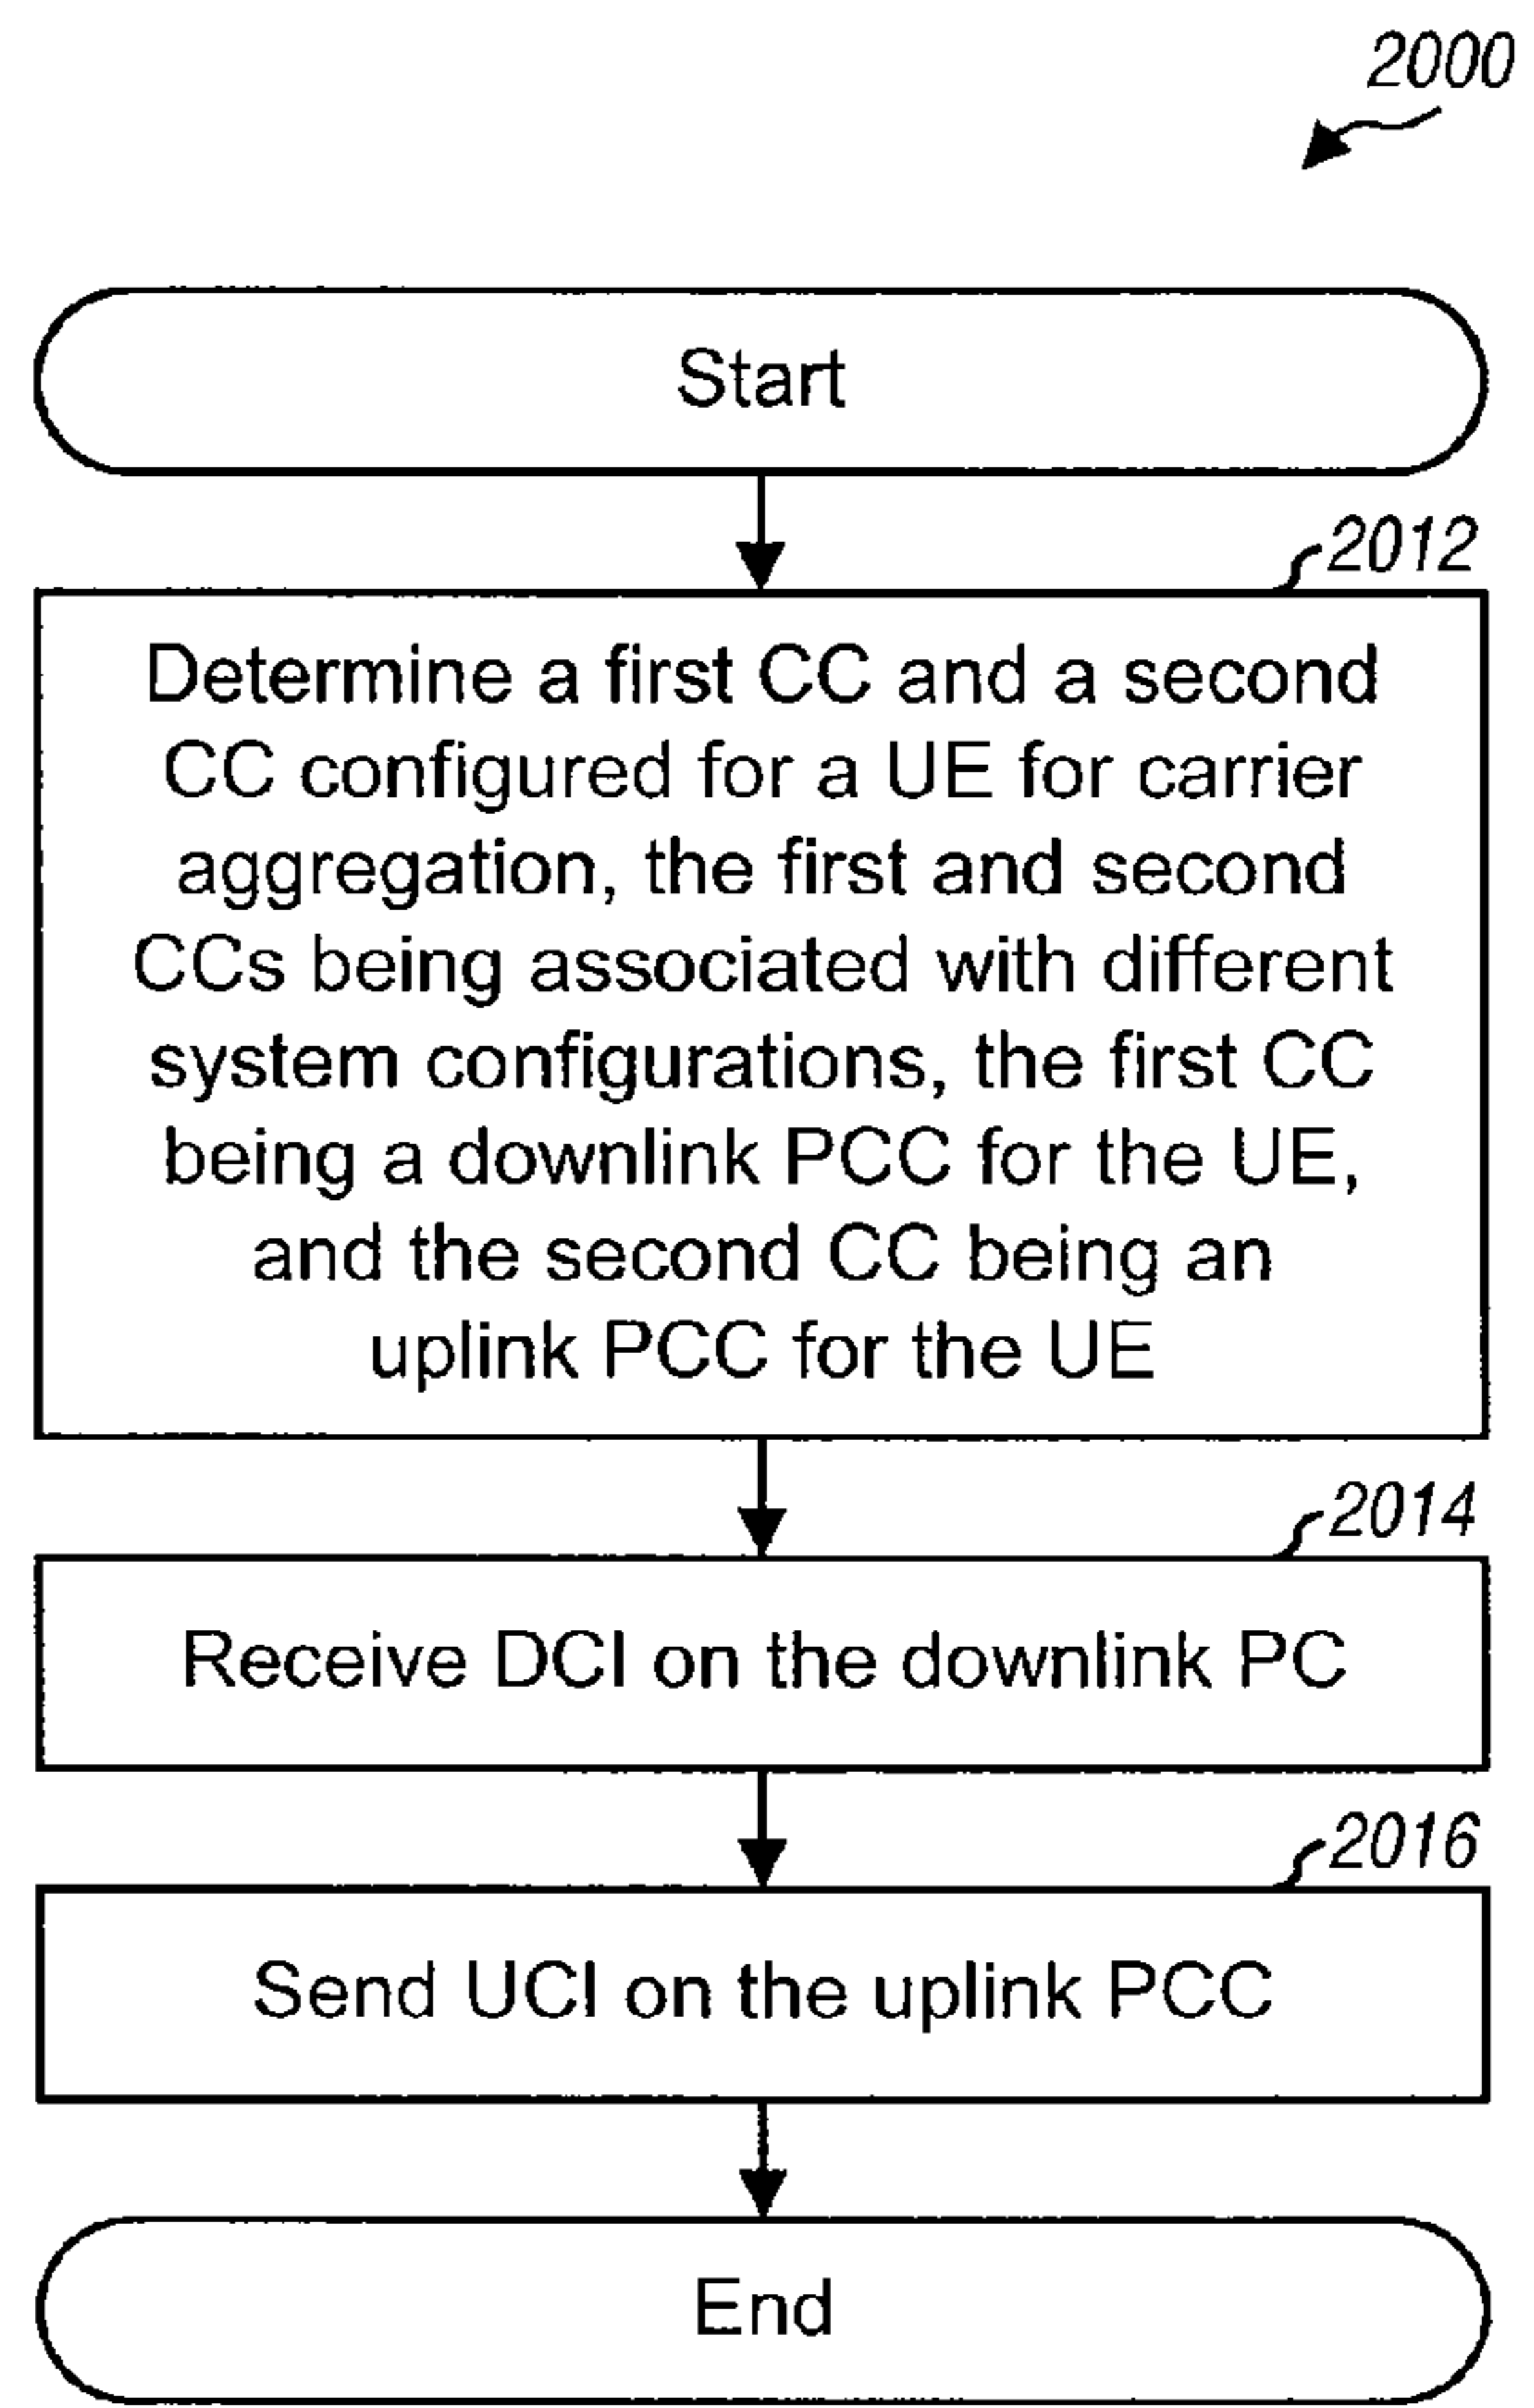 2000
Start
2012
Determine a first CC and a second
CC configured for a UE for carrier
aggregation, the first and second
CCs being associated with different
system configurations, the first CC
being a downlink PCC for the UE,
and the second CC being an
uplink PCC for the UE
2014
Receive DCI on the downlink PC
2016
Send UCI on the uplink PCC
End